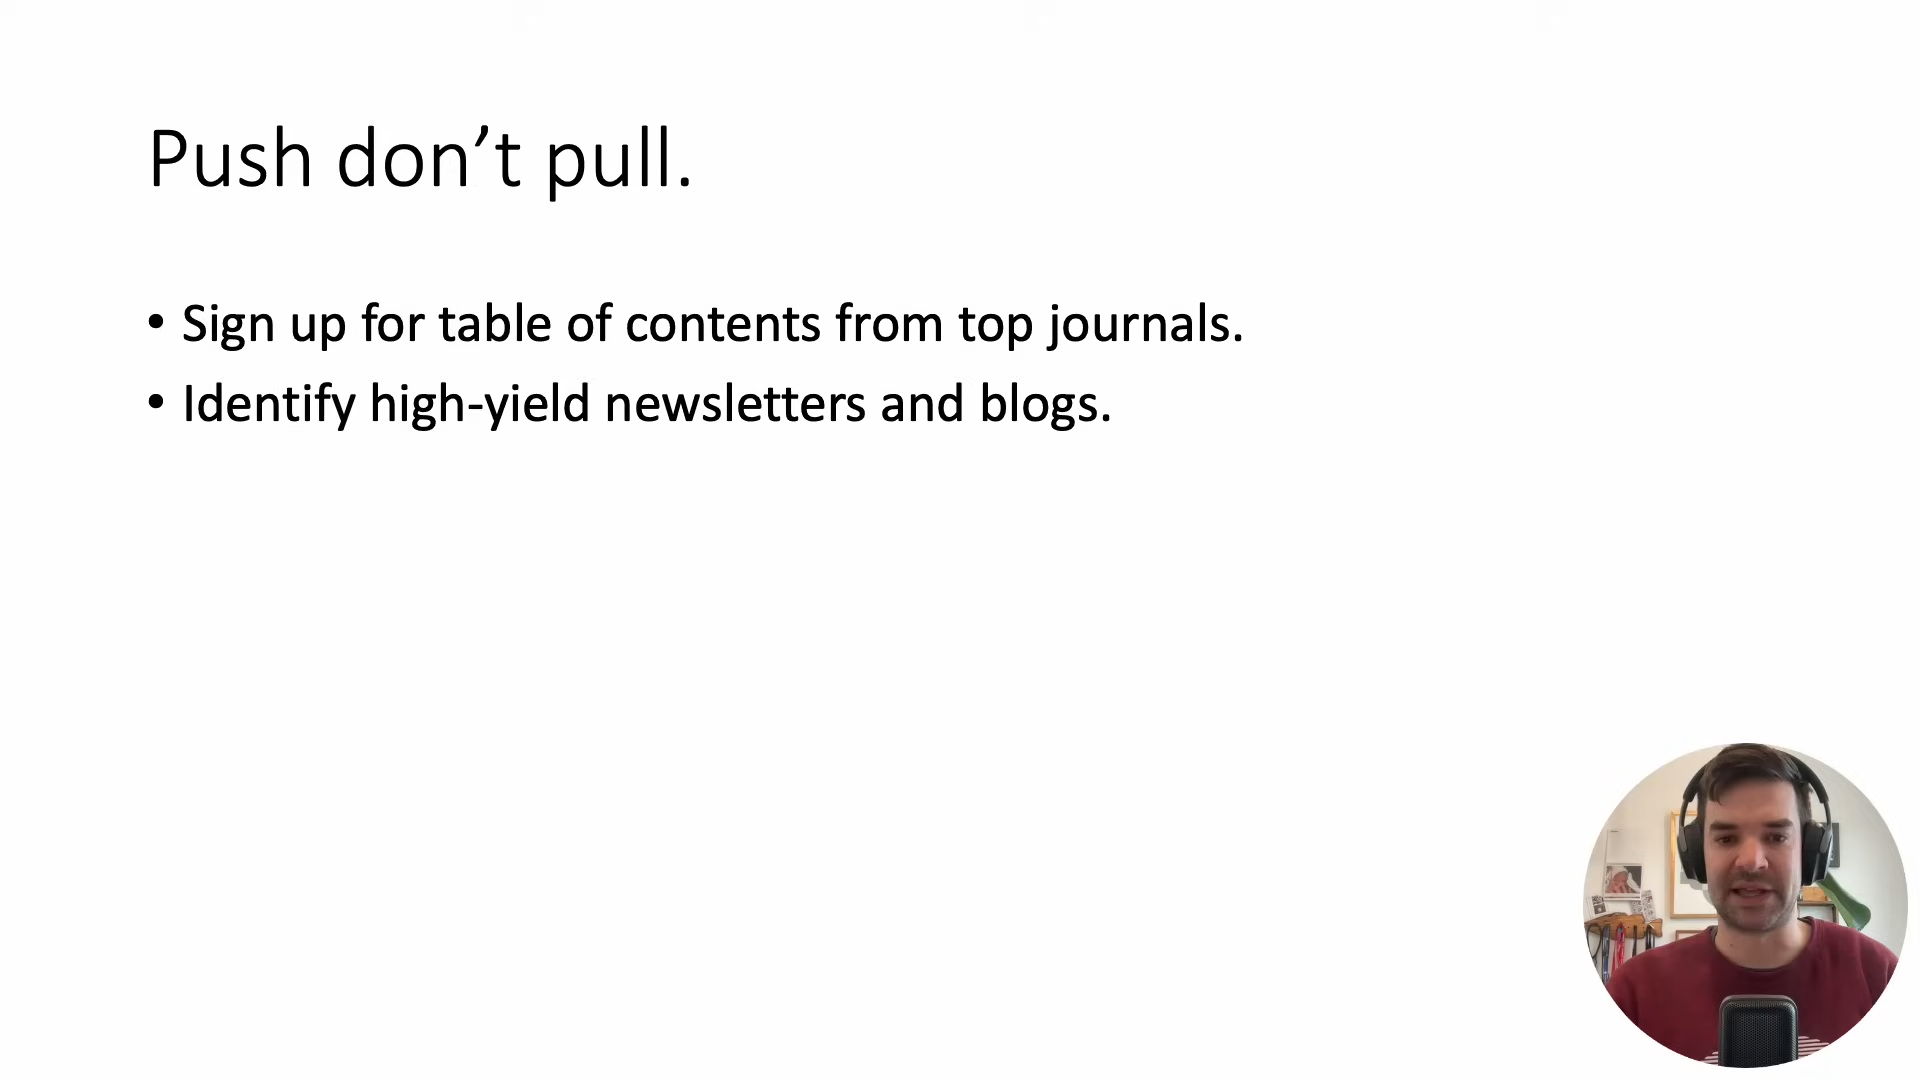 Push don’t pull.
• Sign up for table of contents from top journals.
• Identify high-yield newsletters and blogs.